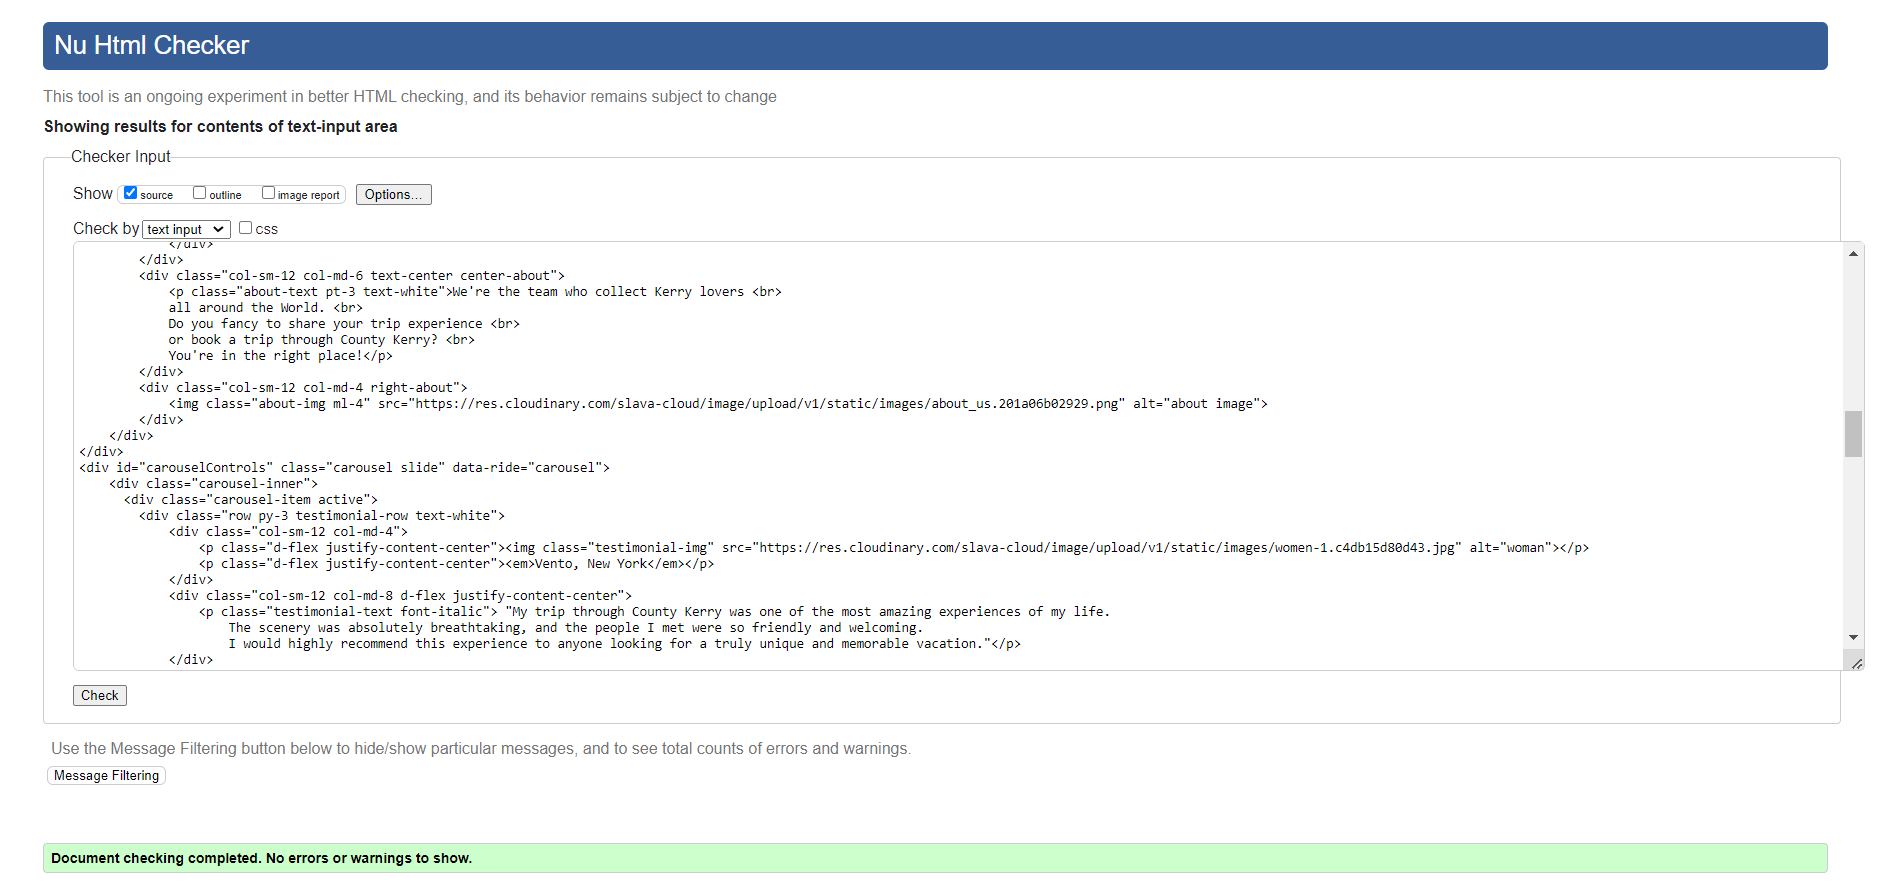 Nu Html Checker
This tool is an ongoing experiment in better HTML checking, and its behavior remains subject to change
Showing results for contents of text-input area
Checker Input
Show source outline image report Options...
Check by text input css
</div>
</div>
<div class="col-sm-12 col-md-6 text-center center-about">
<p class="about-text pt-3 text-white">We're the team who collect Kerry lovers <br>
all around the World. <br>
Do you fancy to share your trip experience <br>
or book a trip through County Kerry? <br>
You're in the right place!</p>
</div>
<div class="col-sm-12 col-md-4 right-about">
<img class="about-img ml-4" src="https://res.cloudinary.com/slava-cloud/image/upload/v1/static/images/about_us.201a06b02929.png" alt="about image">
</div>
</div>
</div>
<div id="carouselControls" class="carousel slide" data-ride="carousel">
<div class="carousel-inner">
<div class="carousel-item active">
<div class="row py-3 testimonial-row text-white">
<div class="col-sm-12 col-md-4">
<p class="d-flex justify-content-center"><img class="testimonial-img" src="https://res.cloudinary.com/slava-cloud/image/upload/v1/static/images/women-1.c4db15d80d43.jpg" alt="woman"></p>
<p class="d-flex justify-content-center"><em>Vento, New York</em></p>
</div>
<div class="col-sm-12 col-md-8 d-flex justify-content-center">
<p class="testimonial-text font-italic"> "My trip through County Kerry was one of the most amazing experiences of my life.
The scenery was absolutely breathtaking, and the people I met were so friendly and welcoming.
I would highly recommend this experience to anyone looking for a truly unique and memorable vacation."</p>
</div>
Check
Use the Message Filtering button below to hide/show particular messages, and to see total counts of errors and warnings.
Message Filtering
Document checking completed. No errors or warnings to show.